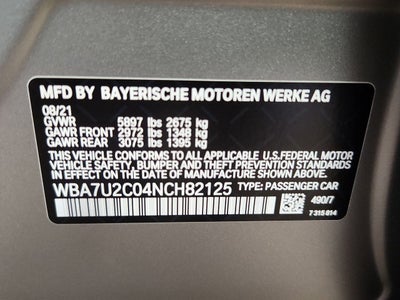 MFD BY BAYERISCHE MOTOREN WERKE AG
08/21
GVWR 5897 lbs 2675 kg
GAWR FRONT 2972 lbs 1348 kg
GAWR REAR 3075 lbs 1395 kg
THIS VEHICLE CONFORMS TO ALL APPLICABLE U.S. FEDERAL MOTOR
VEHICLE SAFETY, BUMPER, AND THEFT PREVENTION STANDARDS
IN EFFECT ON THE DATE OF MANUFACTURE SHOWN ABOVE.
WBA7U2C04NCH82125 TYPE: PASSENGER CAR
490/7
7 315 614